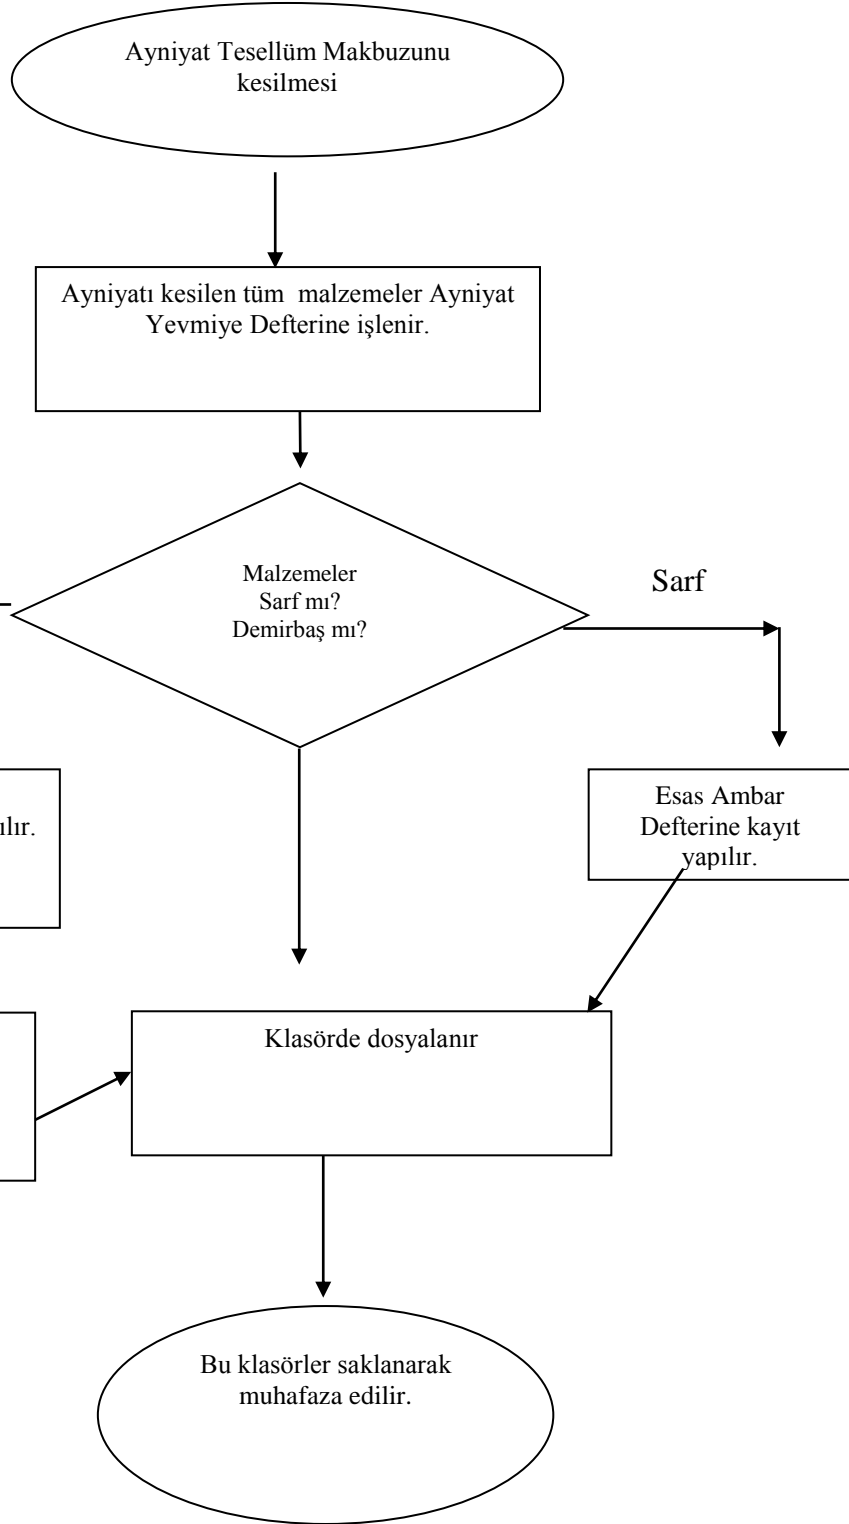 Ayniyat Tesellüm Makbuzunu
kesilmesi
Ayniyatı kesilen tüm  malzemeler Ayniyat
Yevmiye Defterine işlenir.
Malzemeler
Sarf mı?
Demirbaş mı?
Sarf
ılır.
Esas Ambar
Defterine kayıt
yapılır.
Klasörde dosyalanır
Bu klasörler saklanarak
muhafaza edilir.